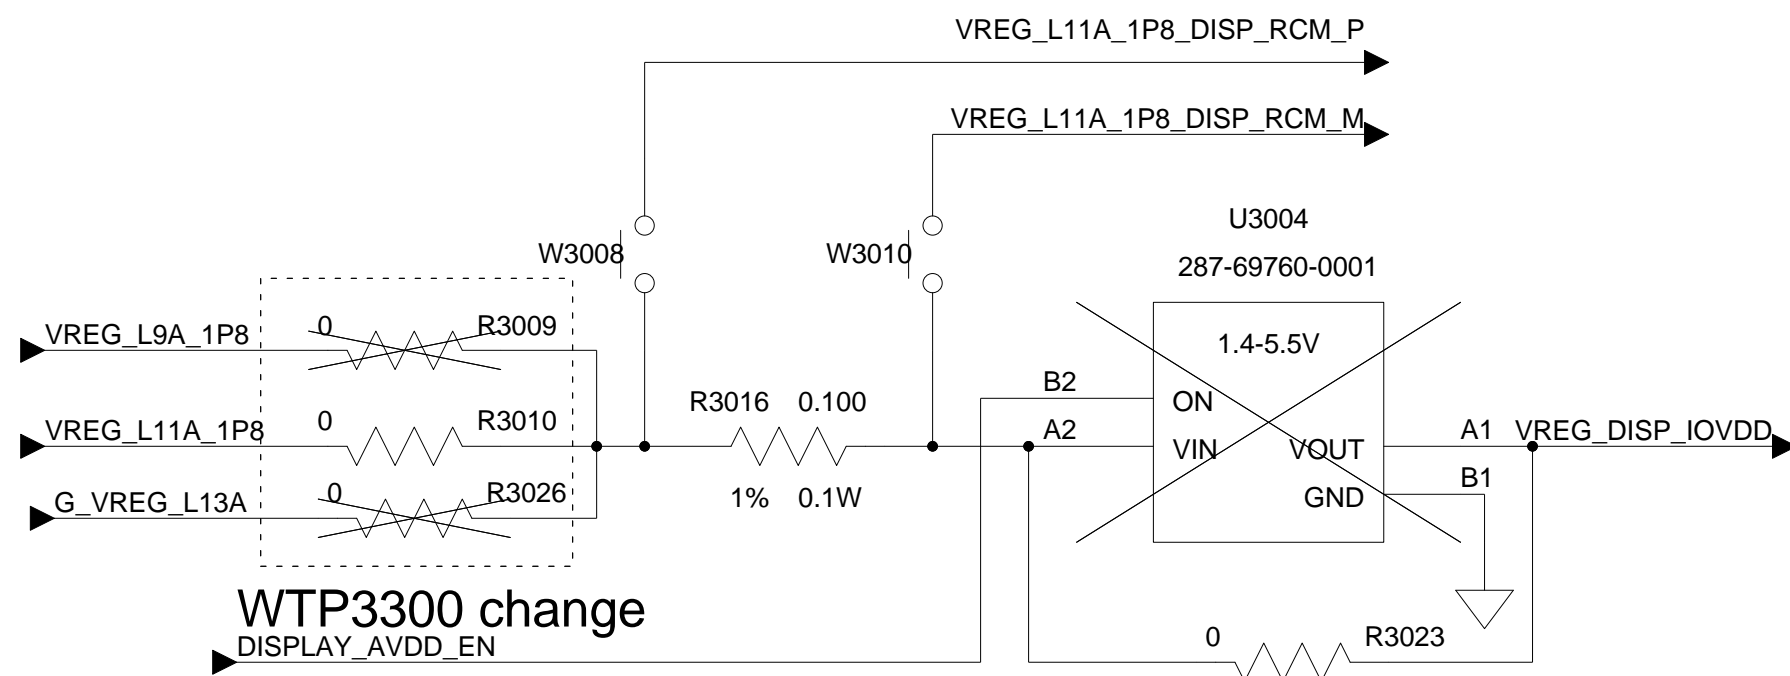 VREG_L11A_1P8_DISP_RCM_P
VREG_L11A_1P8_DISP_RCM_M
U3004
287-69760-0001
W3008
W3010
0 R3009
VREG_L9A_1P8
1.4-5.5V
B2
ON
R3016 0.100
0 R3010
VREG_L11A_1P8
A2
VIN
VOUT
A1
VREG_DISP_IOVDD
0 R3026
G_VREG_L13A
1% 0.1W
GND
B1
WTP3300 change
DISPLAY_AVDD_EN
0 R3023